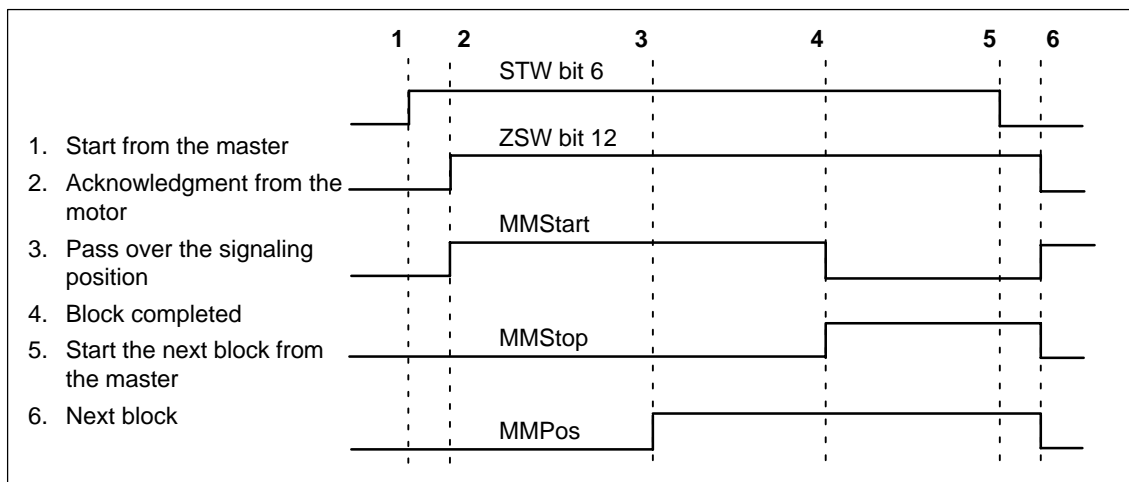 1 2 3 4 5 6
STW bit 6
ZSW bit 12
MMStart
MMStop
MMPos
1. Start from the master
2. Acknowledgment from the
motor
3. Pass over the signaling
position
4. Block completed
5. Start the next block from
the master
6. Next block